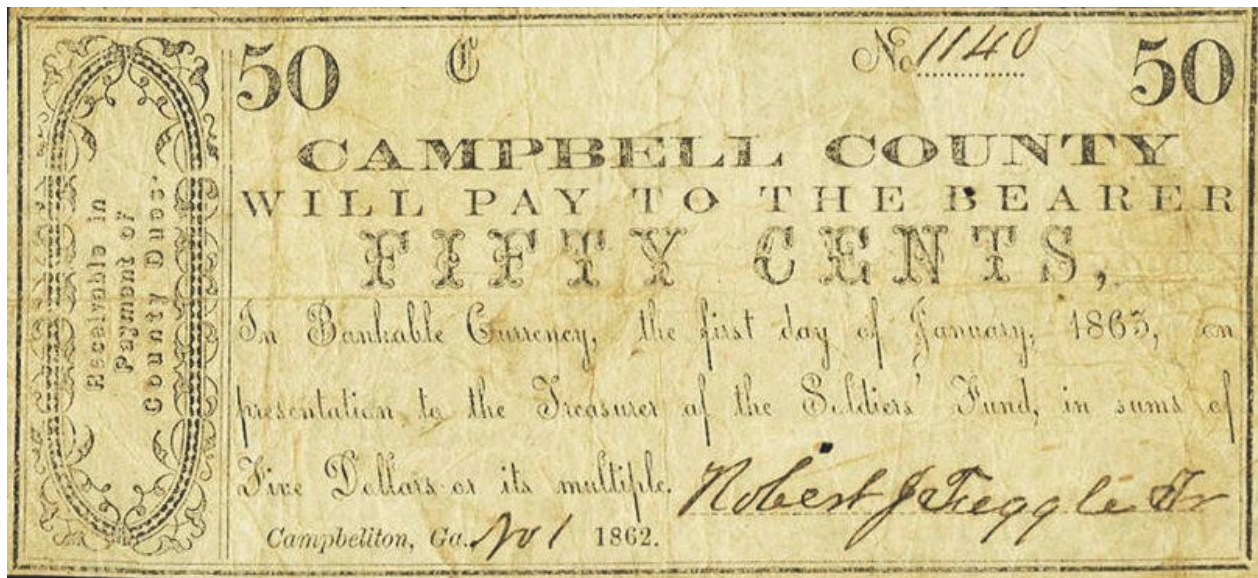 50 C No 1140 50
CAMPBELL COUNTY
WILL PAY TO THE BEARER
FIFTY CENTS,
In Bankable Currency, the first day of January, 1863, on
presentation to the Treasurer of the Soldiers' Fund, in sums of
Five Dollars or its multiple.
Robert J
Campbellton, Ga. 1862.
Receivable in
Payment of
County Dues.